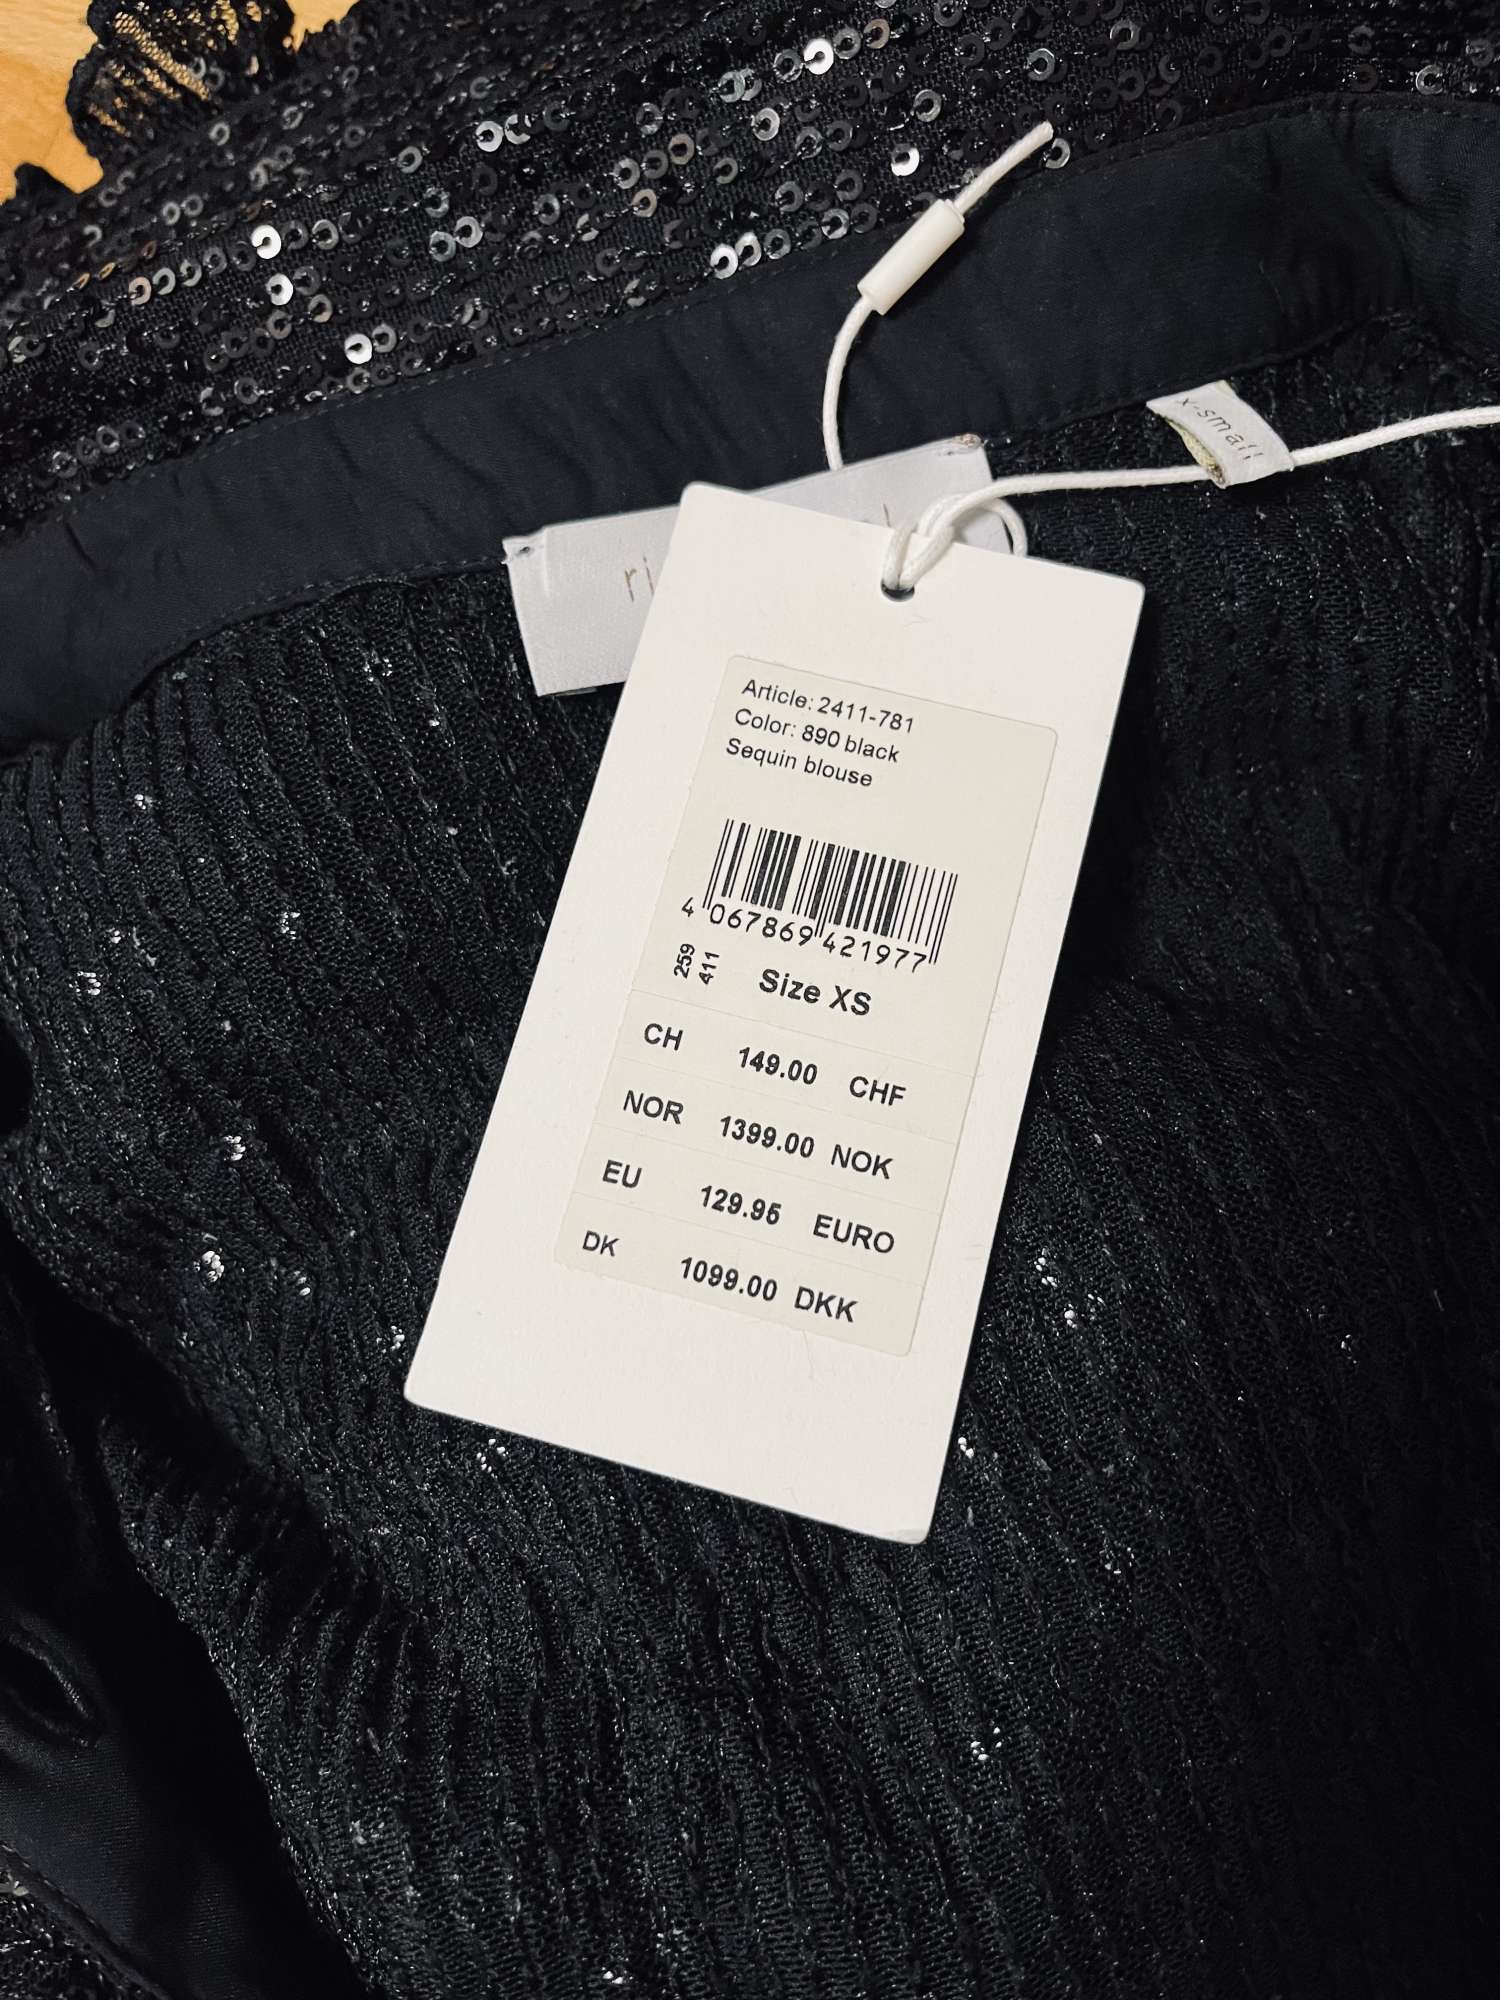 x-small
ri
Article: 2411-781
Color: 890 black
Sequin blouse
4 067869 421977
259
411
Size XS
CH 149.00 CHF
NOR 1399.00 NOK
EU 129.95 EURO
DK 1099.00 DKK